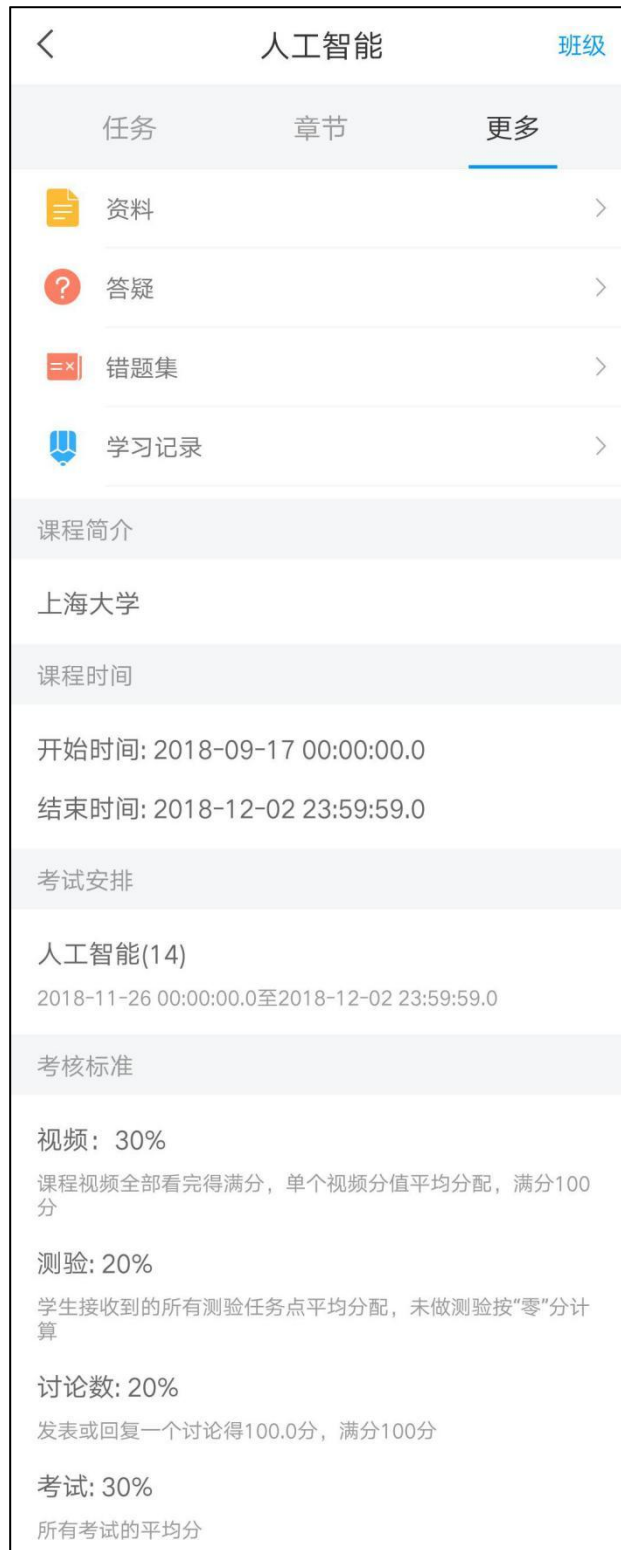 人工智能
班级
任务
章节
更多
资料
答疑
错题集
学习记录
课程简介
上海大学
课程时间
开始时间: 2018-09-17 00:00:00.0
结束时间: 2018-12-02 23:59:59.0
考试安排
人工智能(14)
2018-11-26 00:00:00.0至2018-12-02 23:59:59.0
考核标准
视频：30%
课程视频全部看完得满分，单个视频分值平均分配，满分100
分
测验: 20%
学生接收到的所有测验任务点平均分配，未做测验按“零”分计
算
讨论数: 20%
发表或回复一个讨论得100.0分，满分100分
考试: 30%
所有考试的平均分